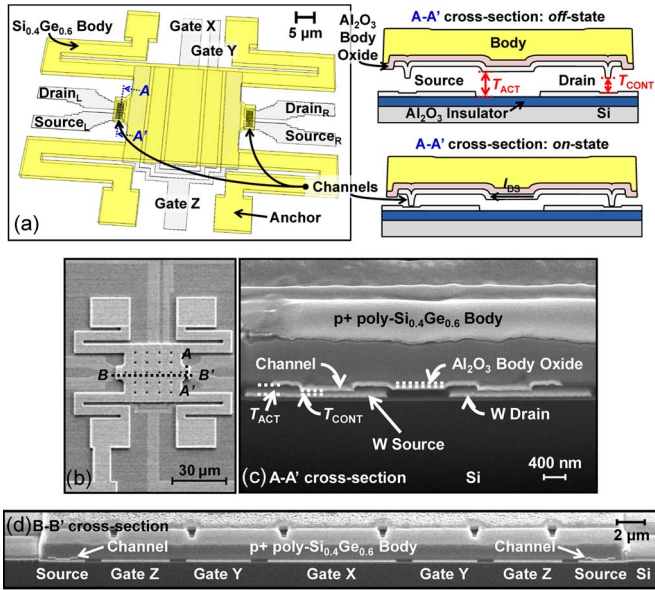 Si0.4Ge0.6 Body
Gate X
Gate Y
5 µm
DrainL
SourceL
A
A'
DrainR
SourceR
Channels
Gate Z
Anchor
(a)
A-A' cross-section: off-state
Al2O3
Body
Oxide
Body
Source
TACT
Drain
TCONT
Al2O3 Insulator
Si
A-A' cross-section: on-state
IDS
A
B
B'
A'
(b)
30 µm
p+ poly-Si0.4Ge0.6 Body
Channel
Al2O3 Body Oxide
TACT
TCONT
W Drain
W Source
(c)
A-A' cross-section
Si
400 nm
(d)
B-B' cross-section
2 µm
Channel
p+ poly-Si0.4Ge0.6 Body
Channel
Source
Gate Z
Gate Y
Gate X
Gate Y
Gate Z
Source
Si